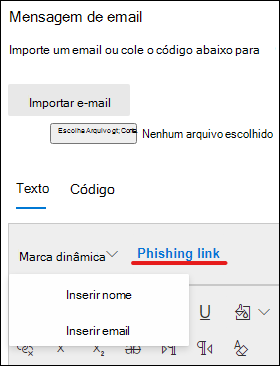 Mensagem de email
Importe um email ou cole o código abaixo para
Importar e-mail
Escolha Arquivo gt; Nenhum arquivo escolhido
Texto Código
Marca dinâmica Phishing link
Inserir nome
Inserir email